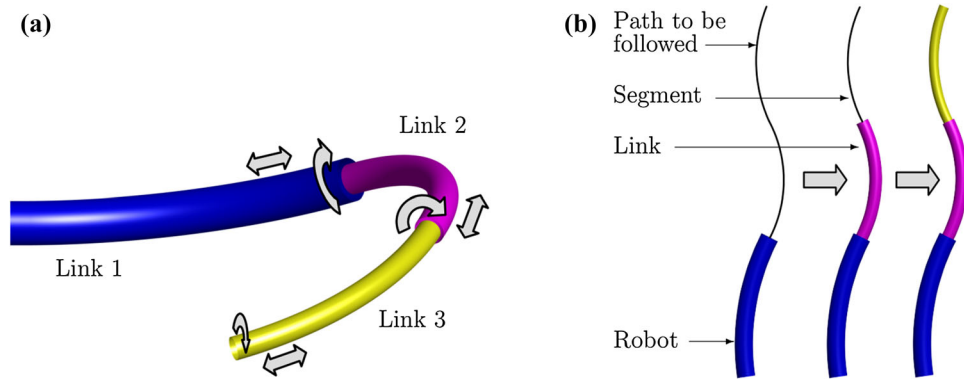 (a)
Link 2
Link 1
Link 3
(b)
Path to be
followed
Segment
Link
Robot